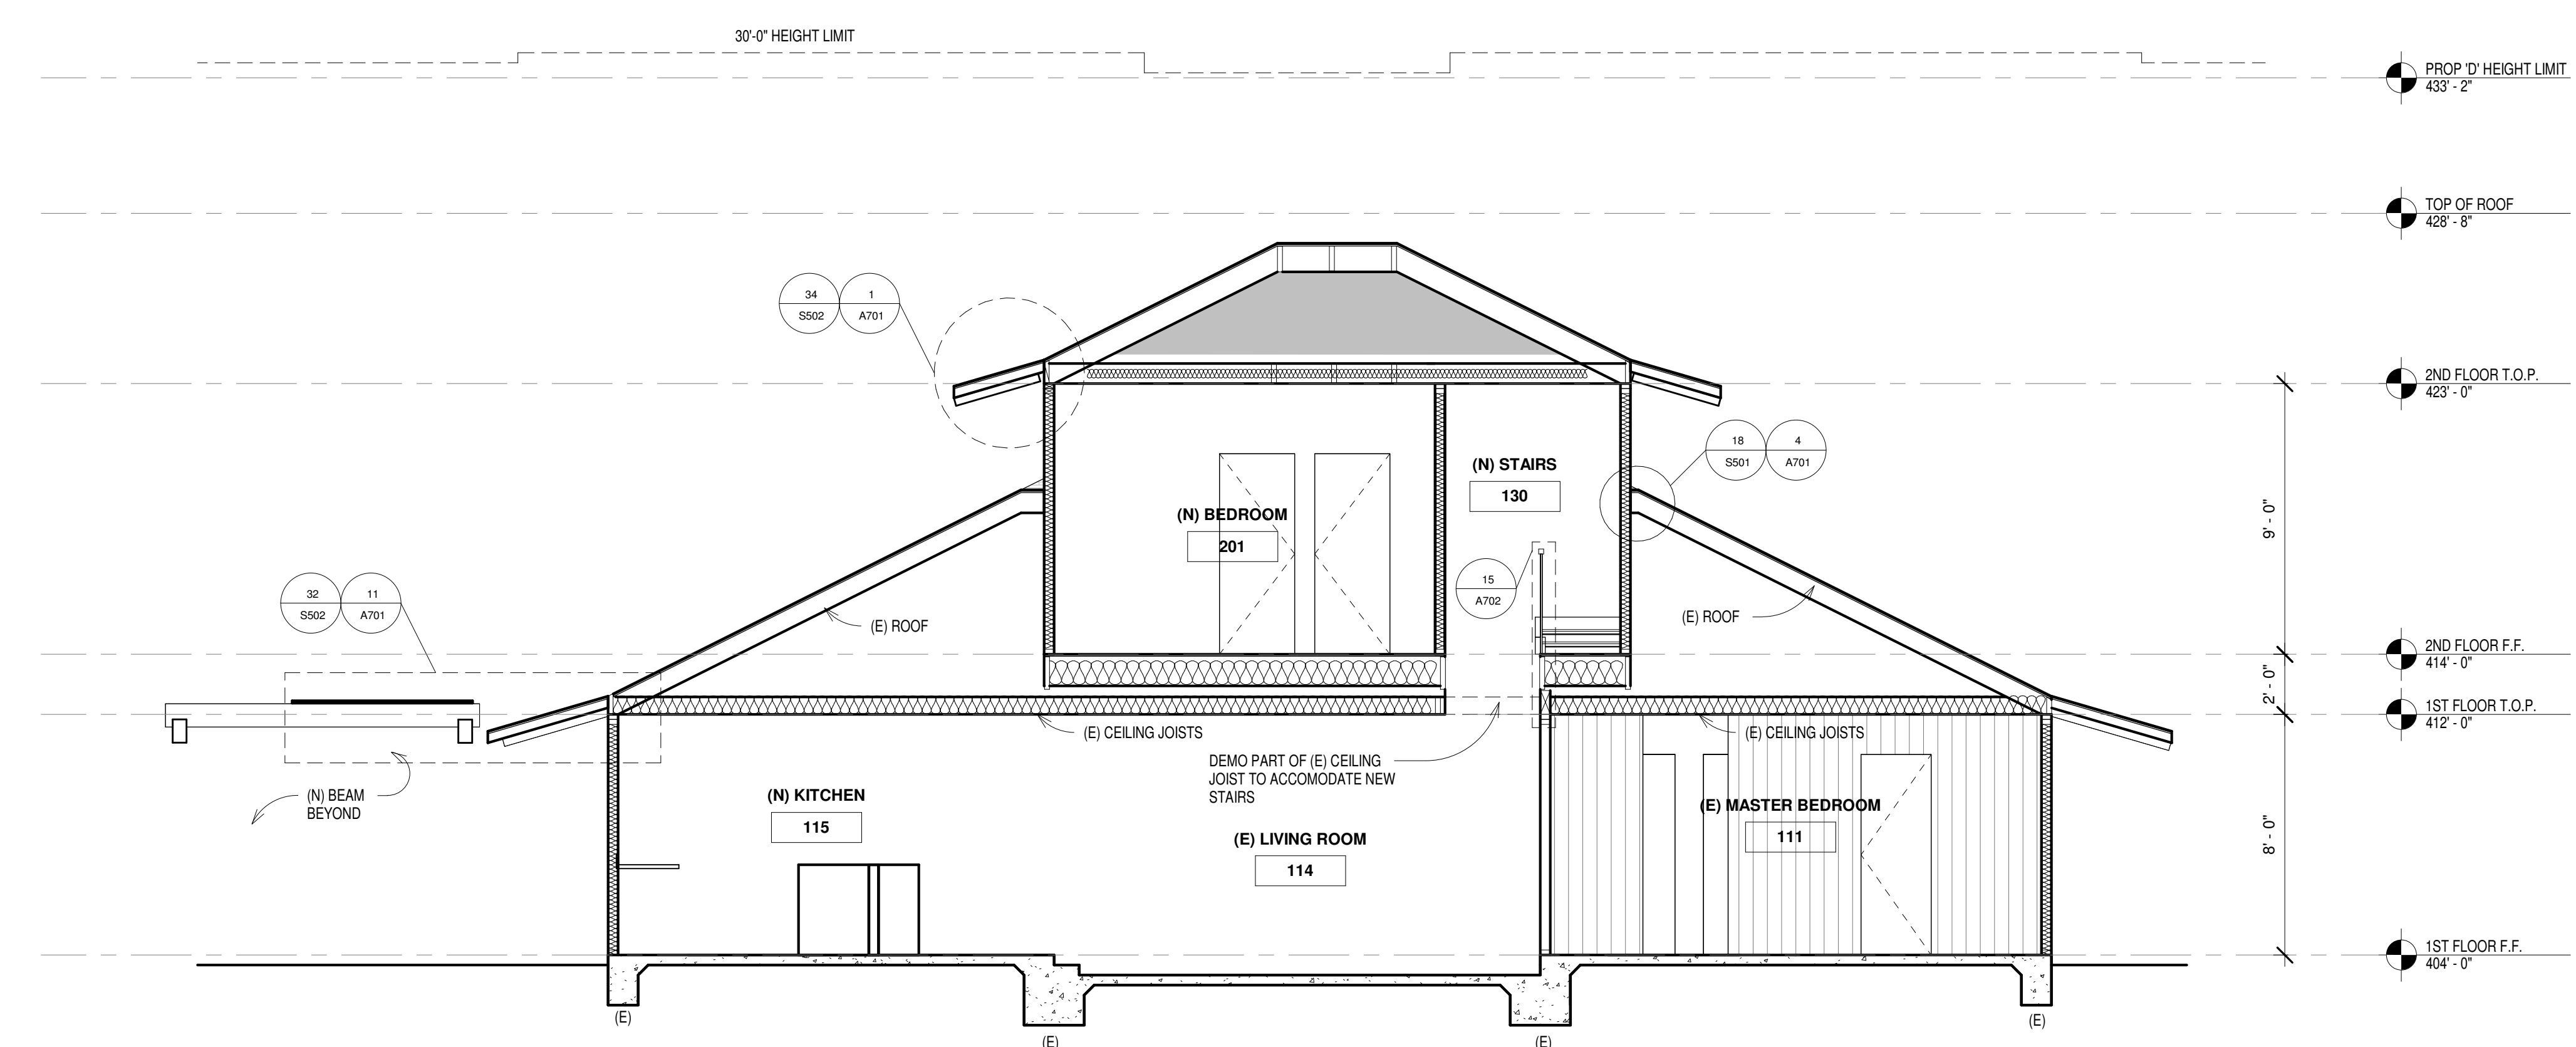 30'-0" HEIGHT LIMIT
PROP 'D' HEIGHT LIMIT
433' - 2"
TOP OF ROOF
428' - 8"
34
S502
1
A701
2ND FLOOR T.O.P.
423' - 0"
18
S501
4
A701
(N) STAIRS
130
(N) BEDROOM
201
9' - 0"
32
S502
11
A701
15
A702
(E) ROOF
(E) ROOF
2ND FLOOR F.F.
414' - 0"
2' - 0"
1ST FLOOR T.O.P.
412' - 0"
(E) CEILING JOISTS
(E) CEILING JOISTS
DEMO PART OF (E) CEILING
JOIST TO ACCOMODATE NEW
STAIRS
(N) BEAM
BEYOND
(N) KITCHEN
115
(E) LIVING ROOM
114
(E) MASTER BEDROOM
111
8' - 0"
1ST FLOOR F.F.
404' - 0"
(E)
(E)
(E)
(E)